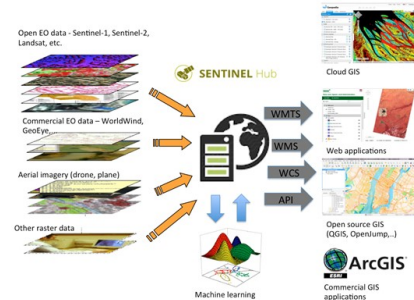 Open EO data - Sentinel-1, Sentinel-2,
Landsat, etc.
SENTINEL Hub
Cloud GIS
Commercial EO data – WorldWind,
GeoEye,...
WMTS
WMS
WCS
API
Web applications
Aerial imagery (drone, plane)
Open source GIS
(QGIS, OpenJump,..)
Other raster data
Machine learning
esri
ArcGIS
Commercial GIS
applications